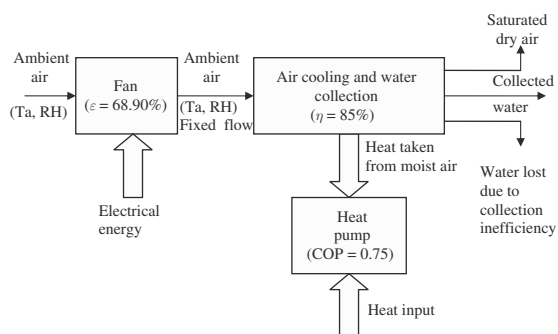 Ambient
air
(Ta, RH)
Fan
(ε = 68.90%)
Electrical
energy
Ambient
air
(Ta, RH)
Fixed flow
Air cooling and water
collection
(η = 85%)
Saturated
dry air
Collected
water
Water lost
due to
collection
inefficiency
Heat taken
from moist air
Heat
pump
(COP = 0.75)
Heat input